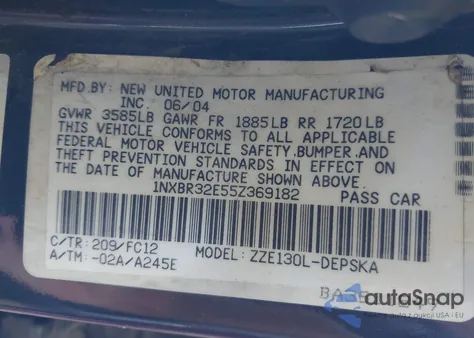 MFD.BY: NEW UNITED MOTOR MANUFACTURING
INC. 06/04
GVWR 3585LB GAWR FR 1885LB RR 1720LB
THIS VEHICLE CONFORMS TO ALL APPLICABLE
FEDERAL MOTOR VEHICLE SAFETY,BUMPER,AND
THEFT PREVENTION STANDARDS IN EFFECT ON
THE DATE OF MANUFACTURE SHOWN ABOVE.
1NXBR32E55Z369182 PASS CAR
C/TR: 209/FC12 MODEL: ZZE130L-DEPSKA
A/TM: -02A/A245E
autoSnap